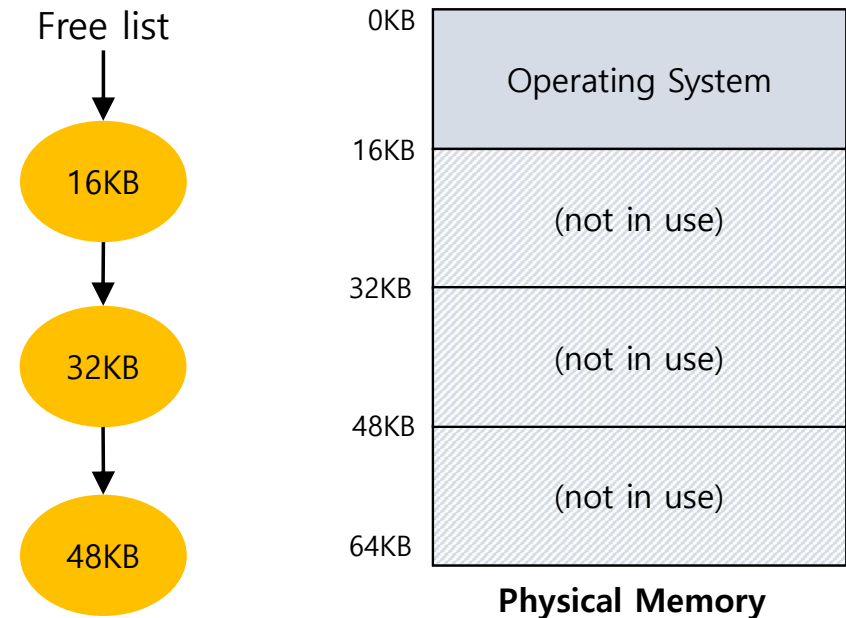 Free list
16KB
32KB
48KB
0KB
Operating System
16KB
(not in use)
32KB
(not in use)
48KB
(not in use)
64KB
Physical Memory